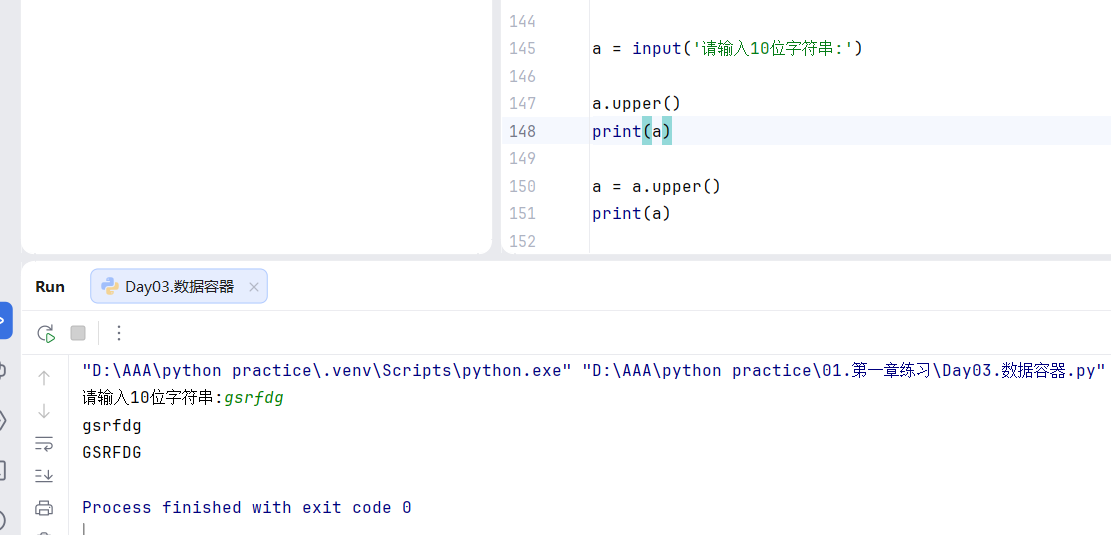 144
145 a = input('请输入10位字符串:')
146
147 a.upper()
148 print(a)
149
150 a = a.upper()
151 print(a)
152
Run Day03.数据容器
"D:\AAA\python practice\.venv\Scripts\python.exe" "D:\AAA\python practice\01.第一章练习\Day03.数据容器.py"
请输入10位字符串:gsrfdg
gsrfdg
GSRFDG
Process finished with exit code 0